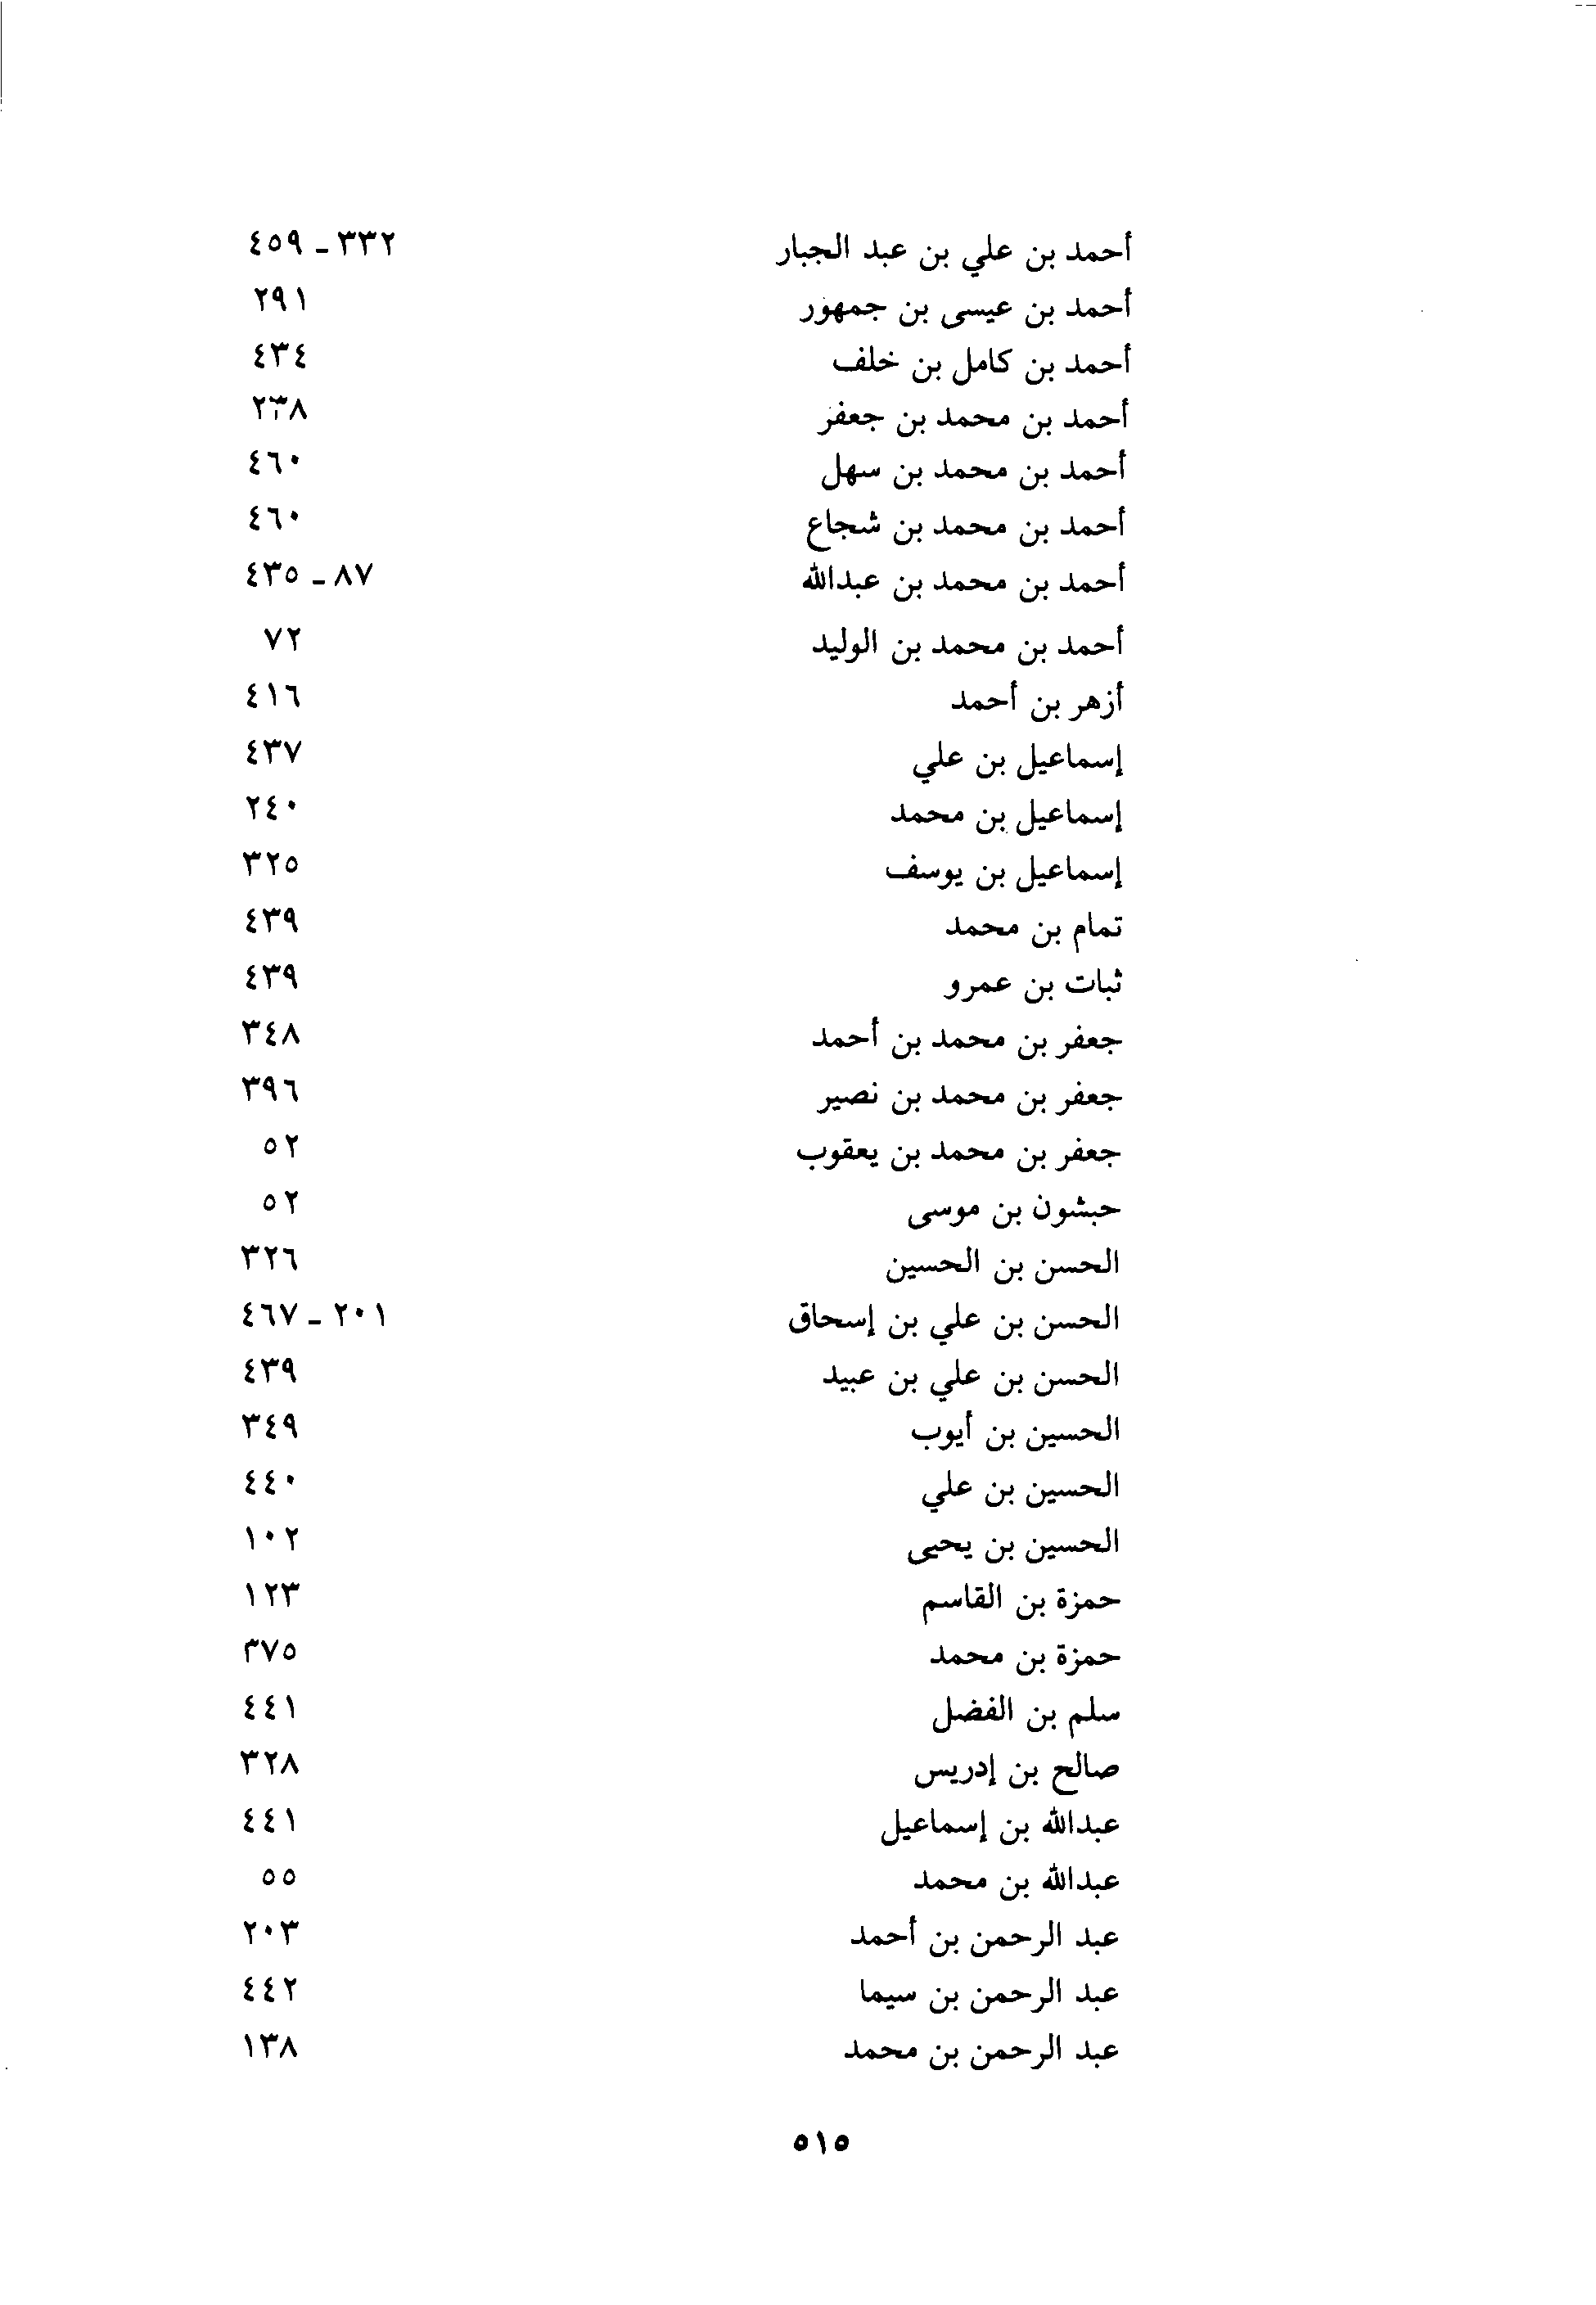 أحمد بن علي بن عبد الجبار ٣٣٢ - ٤٥٩
أحمد بن عيسى بن جمهور ٢٩١
أحمد بن كامل بن خلف ٤٣٤
أحمد بن محمد بن جعفر ٢٣٨
أحمد بن محمد بن سهل ٤٦٠
أحمد بن محمد بن شجاع ٤٦٠
أحمد بن محمد بن عبدالله ٨٧ - ٤٣٥
أحمد بن محمد بن الوليد ٧٢
أزهر بن أحمد ٤١٦
إسماعيل بن علي ٤٣٧
إسماعيل بن محمد ٢٤٠
إسماعيل بن يوسف ٣٢٥
تمام بن محمد ٤٣٩
ثبات بن عمرو ٤٣٩
جعفر بن محمد بن أحمد ٣٤٨
جعفر بن محمد بن نصير ٣٩٦
جعفر بن محمد بن يعقوب ٥٢
حبشون بن موسى ٥٢
الحسن بن الحسين ٣٢٦
الحسن بن علي بن إسحاق ٢٠١ - ٤٦٧
الحسن بن علي بن عبيد ٤٣٩
الحسين بن أيوب ٣٤٩
الحسين بن علي ٤٤٠
الحسين بن يحيى ١٠٢
حمزة بن القاسم ١٢٣
حمزة بن محمد ٣٧٥
سلم بن الفضل ٤٤١
صالح بن إدريس ٣٢٨
عبدالله بن إسماعيل ٤٤١
عبدالله بن محمد ٥٥
عبد الرحمن بن أحمد ٢٠٣
عبد الرحمن بن سيما ٤٤٢
عبد الرحمن بن محمد ١٣٨
٥١٥